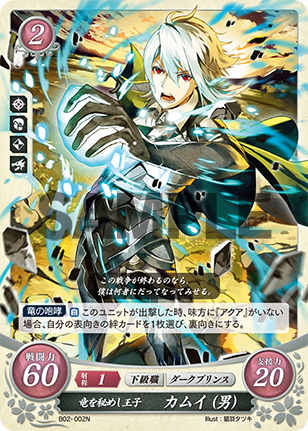 2
SAMPLE
この戦争が終わるのなら、
僕は何者にだってなってみせる。
竜の咆哮 自 このユニットが出撃した時、味方に『アクア』がいない
場合、自分の表向きの絆カードを1枚選び、裏向きにする。
戦闘力
60
射程 1 下級職 ダークプリンス
支援力
20
竜を秘めし王子 カムイ(男)
B02-002N Illust:猫羽タツキ